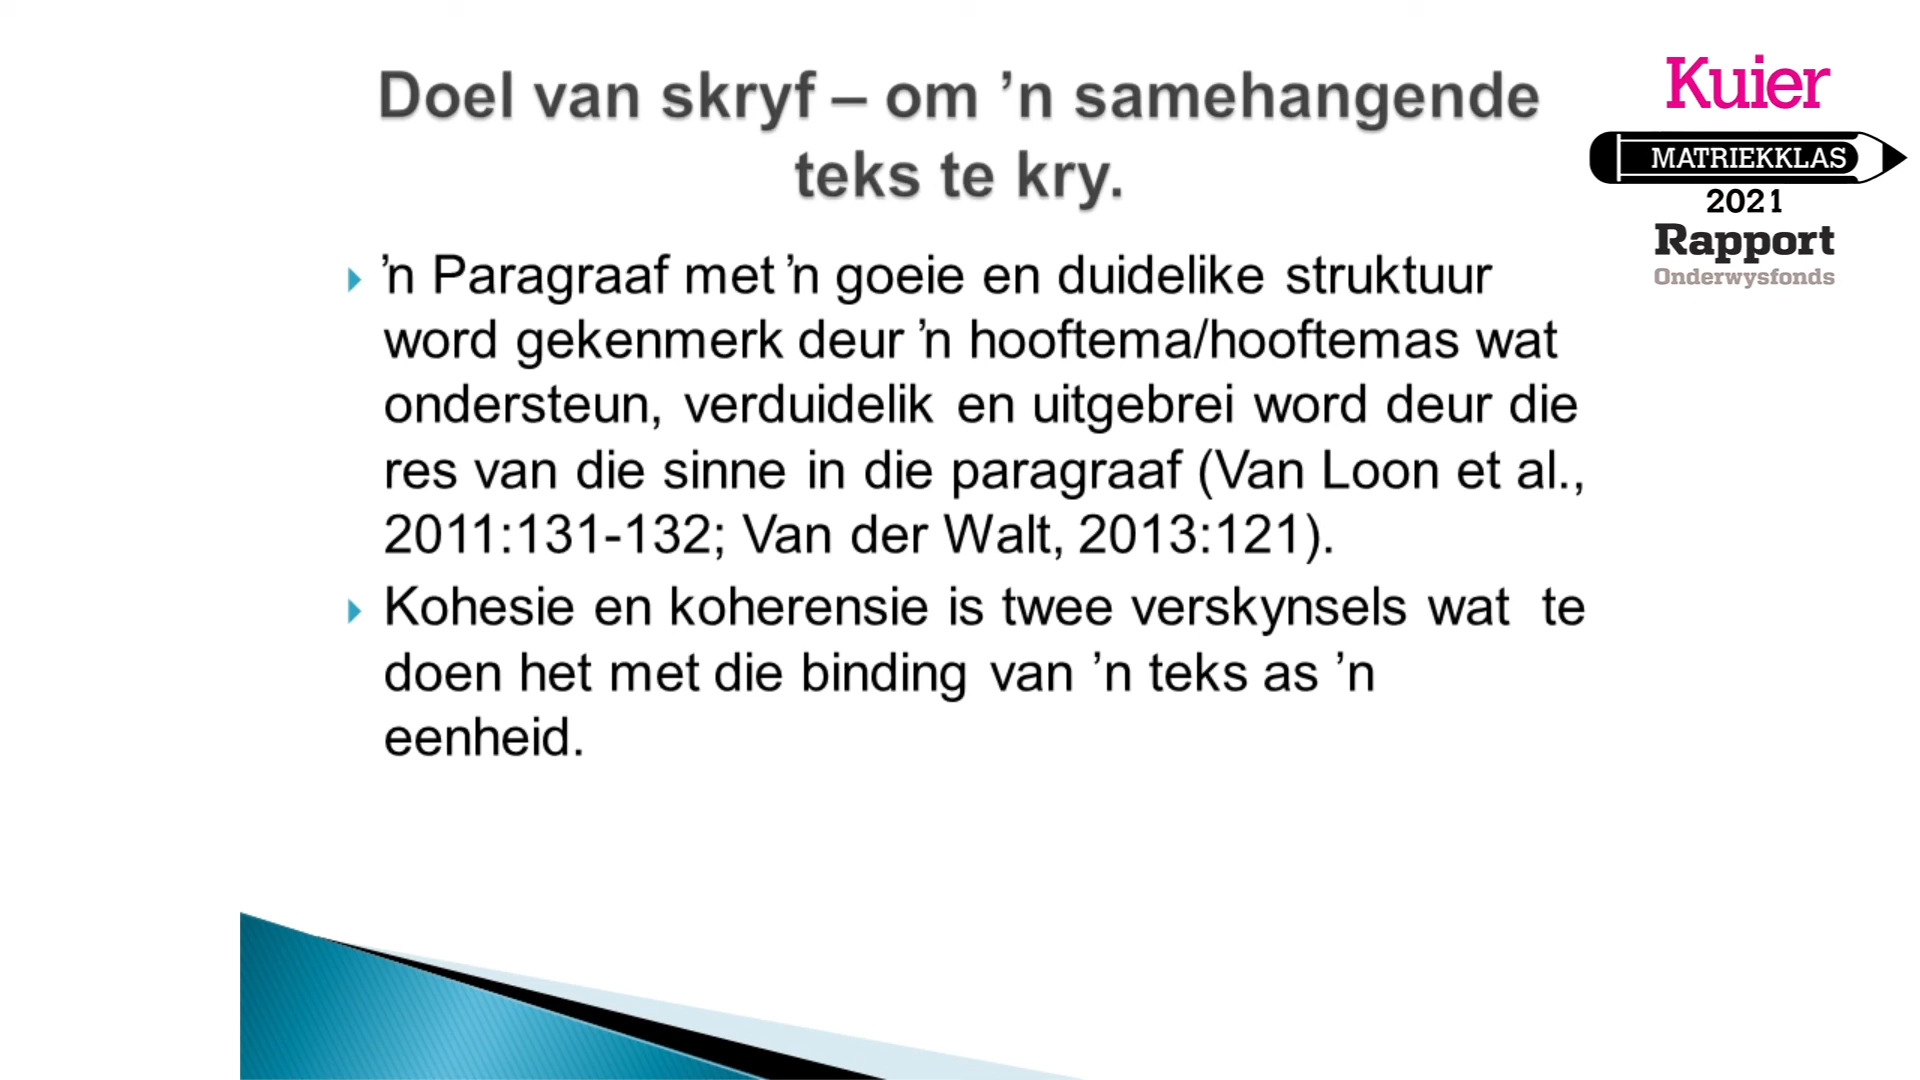 Doel van skryf – om ’n samehangende
teks te kry.
Kuier
MATRIEKKLAS
2021
Rapport
Onderwysfonds
’n Paragraaf met ’n goeie en duidelike struktuur
word gekenmerk deur ’n hooftema/hooftemas wat
ondersteun, verduidelik en uitgebrei word deur die
res van die sinne in die paragraaf (Van Loon et al.,
2011:131-132; Van der Walt, 2013:121).
Kohesie en koherensie is twee verskynsels wat te
doen het met die binding van ’n teks as ’n
eenheid.